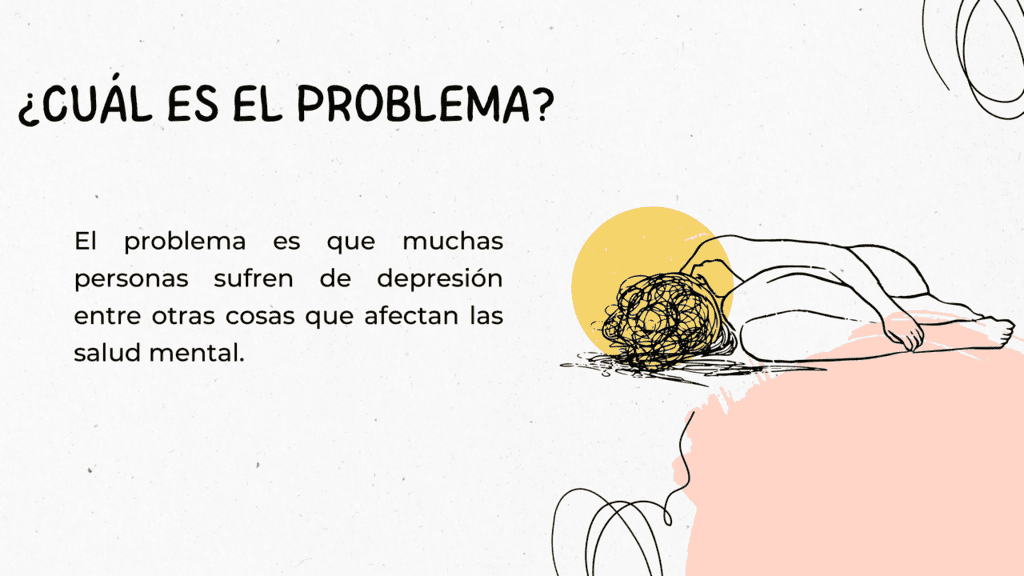 ¿CUÁL ES EL PROBLEMA?
El problema es que muchas
personas sufren de depresión
entre otras cosas que afectan las
salud mental.